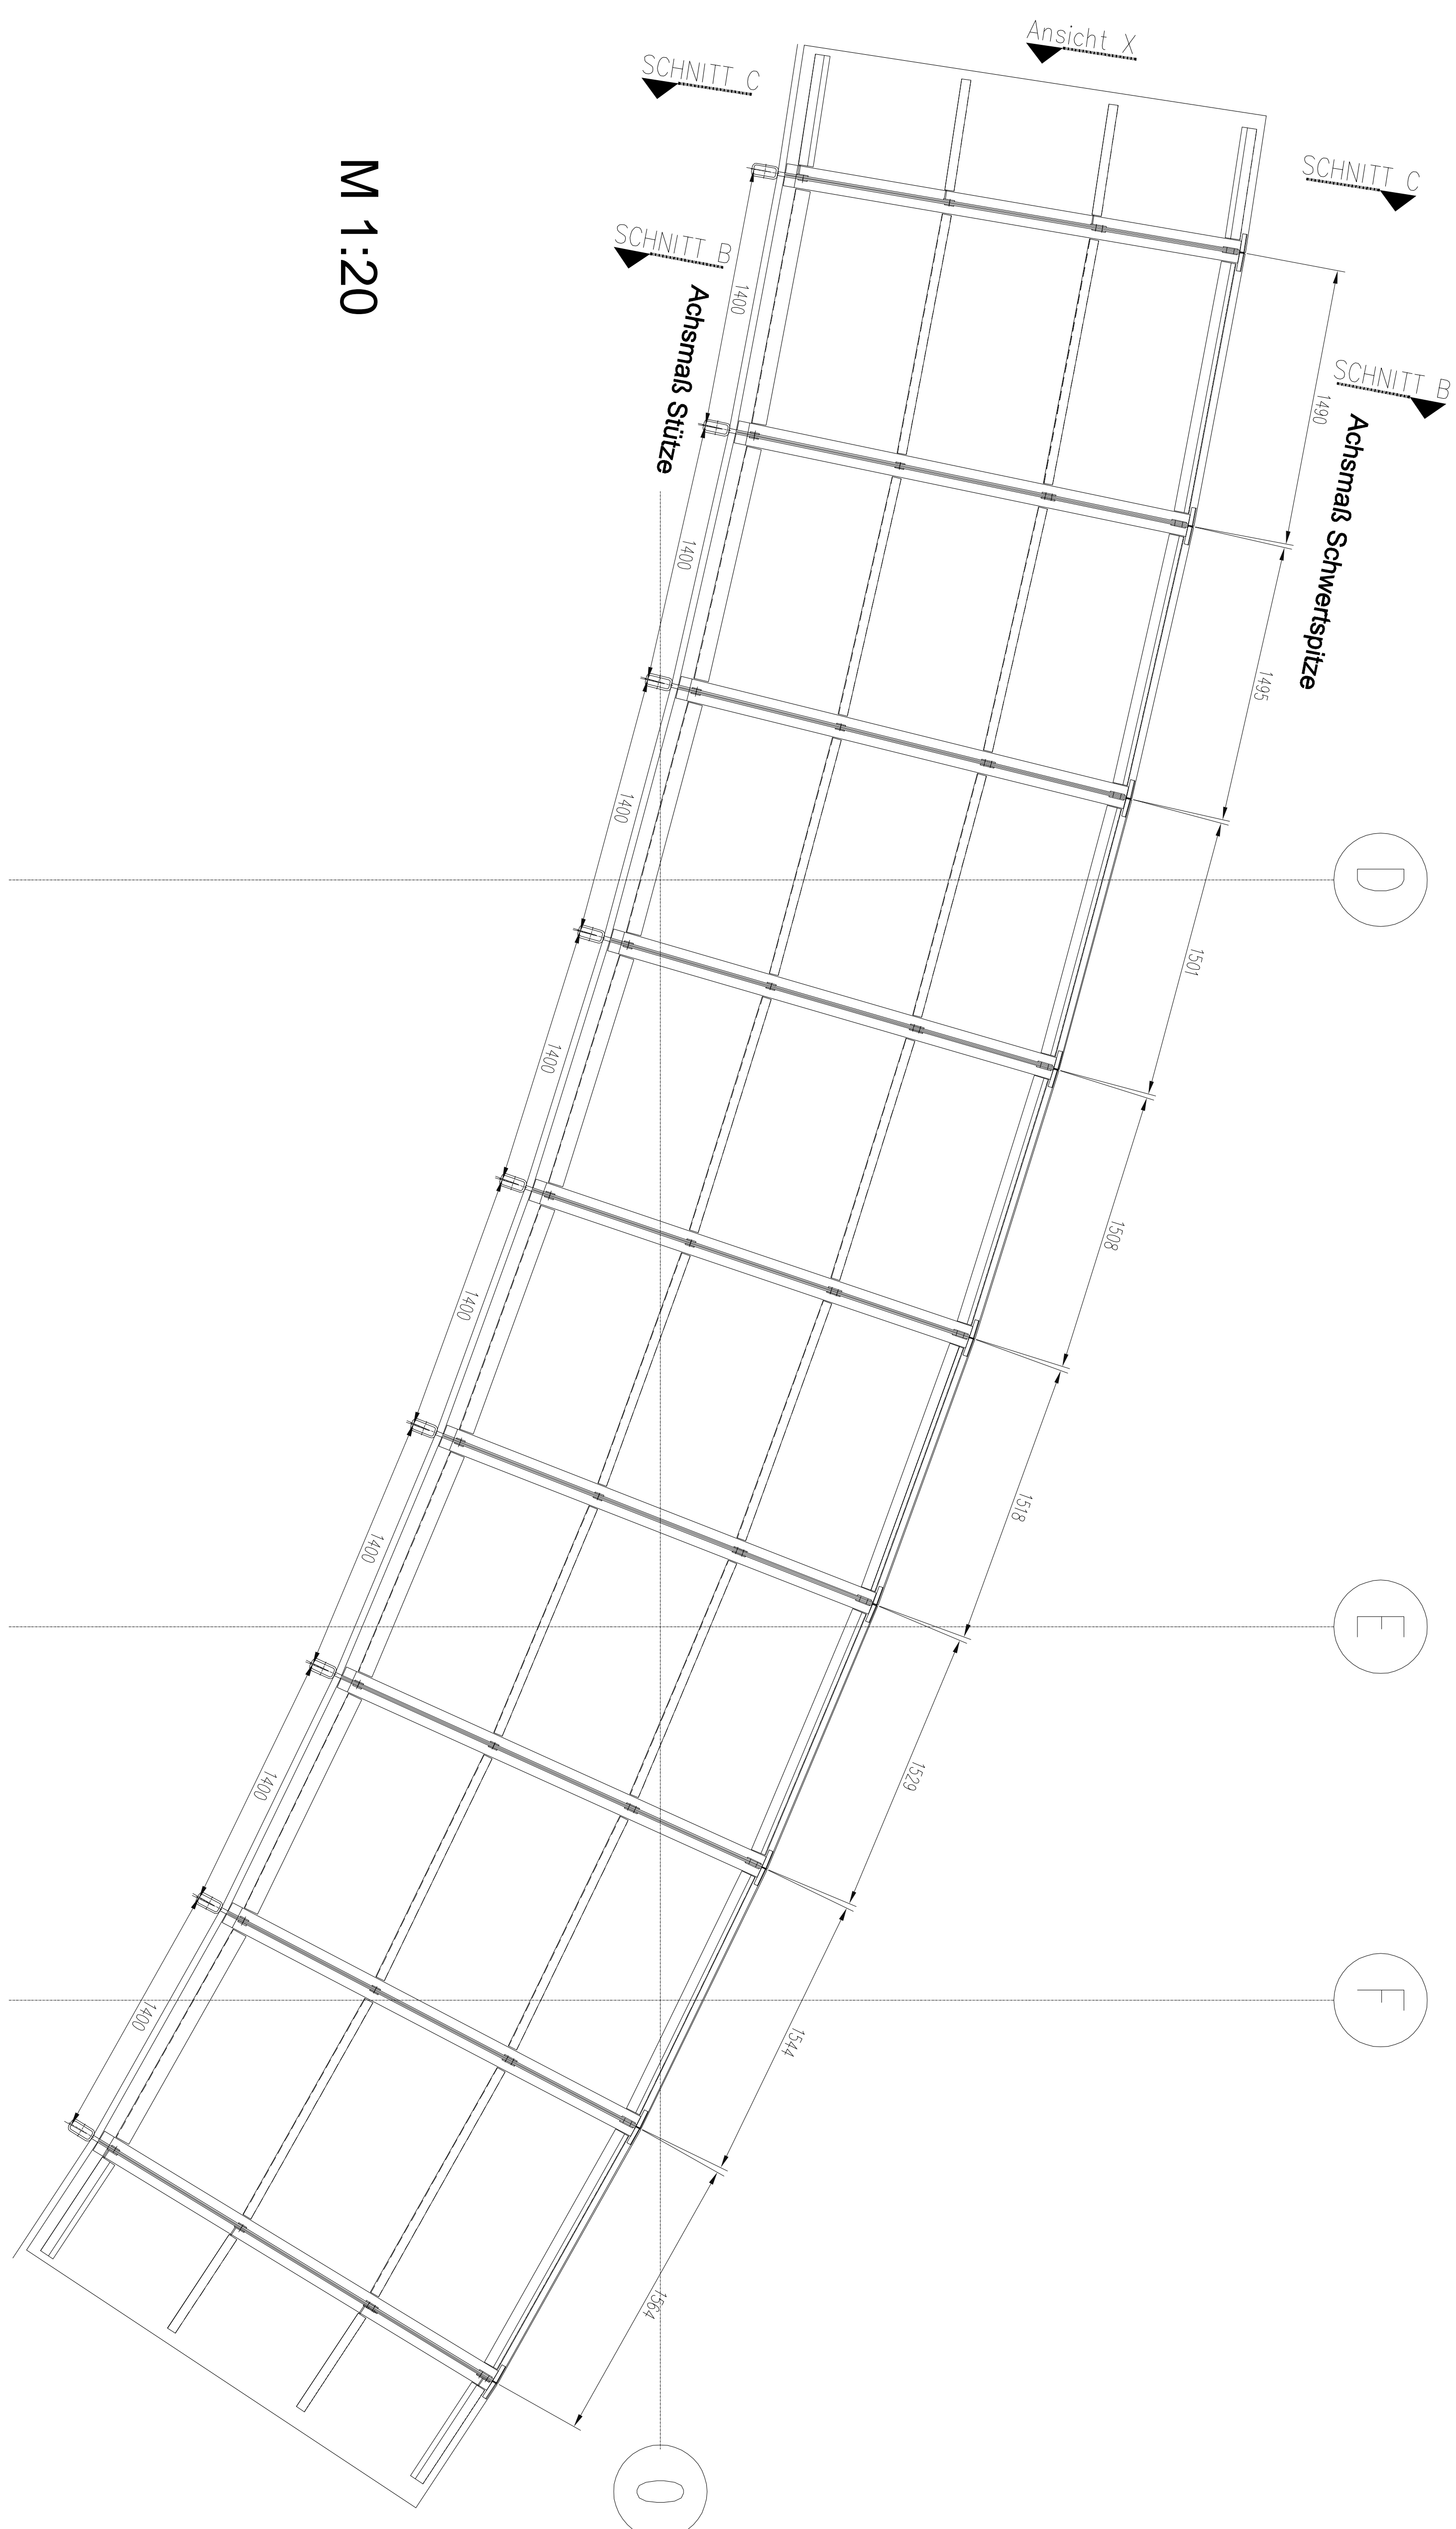 Ansicht X
SCHNITT C
SCHNITT C
SCHNITT B
SCHNITT B
M 1:20
Achsmaß Stütze
Achsmaß Schwertspitze
1400
1400
1400
1400
1400
1400
1400
1400
1490
1495
1501
1508
1518
1529
1544
1564
D
E
F
0